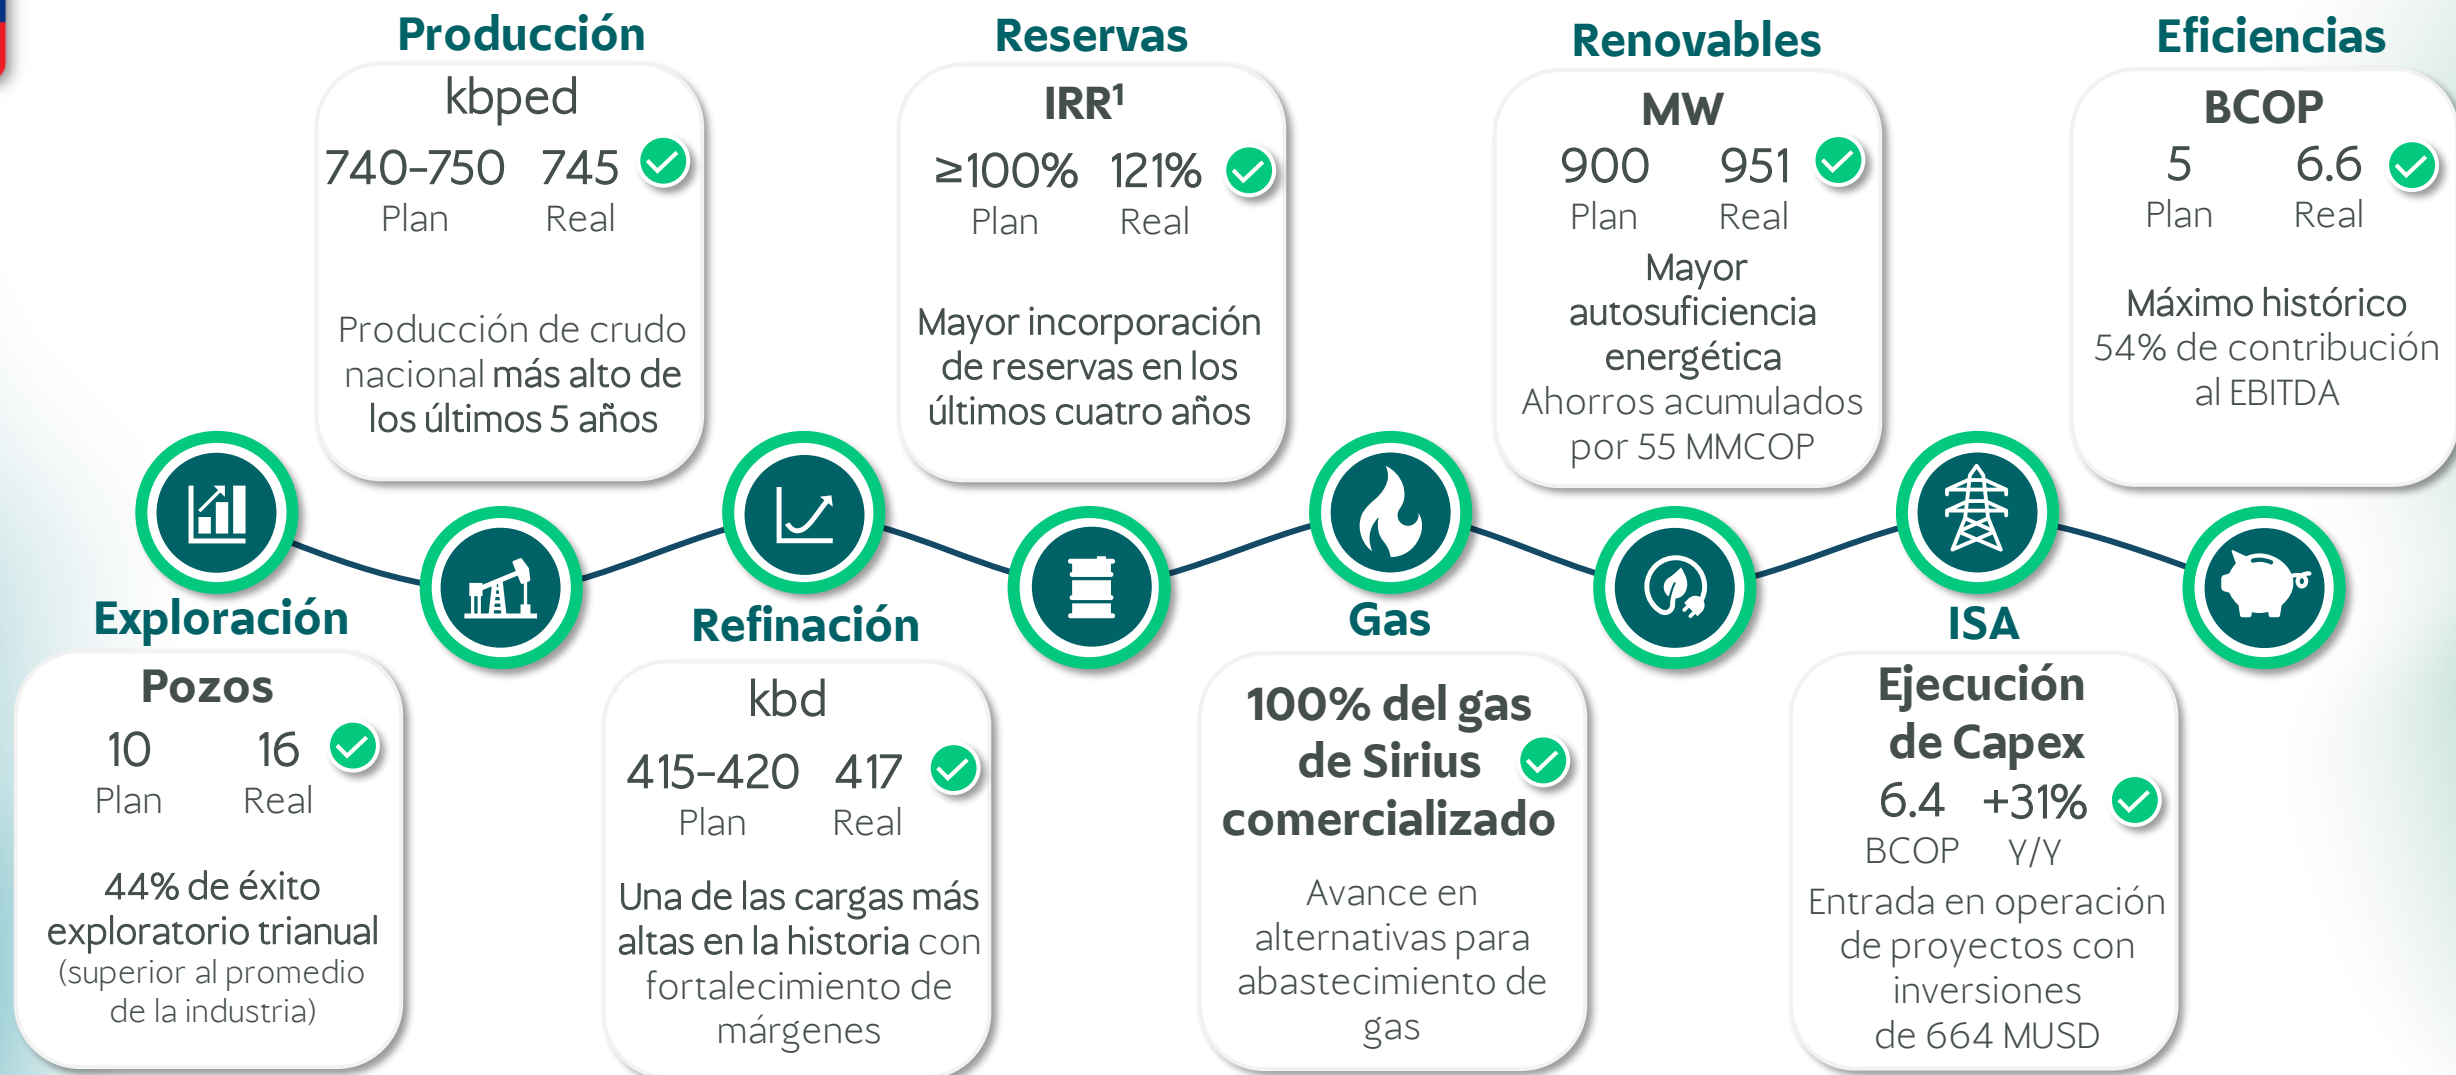 Producción
kbped
740-750 745
Plan Real
Producción de crudo
nacional más alto de
los últimos 5 años
Reservas
IRR¹
≥100% 121%
Plan Real
Mayor incorporación
de reservas en los
últimos cuatro años
Renovables
MW
900 951
Plan Real
Mayor
autosuficiencia
energética
Ahorros acumulados
por 55 MMCOP
Eficiencias
BCOP
5 6.6
Plan Real
Máximo histórico
54% de contribución
al EBITDA
Exploración
Pozos
10 16
Plan Real
44% de éxito
exploratorio trianual
(superior al promedio
de la industria)
Refinación
kbd
415-420 417
Plan Real
Una de las cargas más
altas en la historia con
fortalecimiento de
márgenes
Gas
100% del gas
de Sirius
comercializado
Avance en
alternativas para
abastecimiento de
gas
ISA
Ejecución
de Capex
6.4 +31%
BCOP Y/Y
Entrada en operación
de proyectos con
inversiones
de 664 MUSD